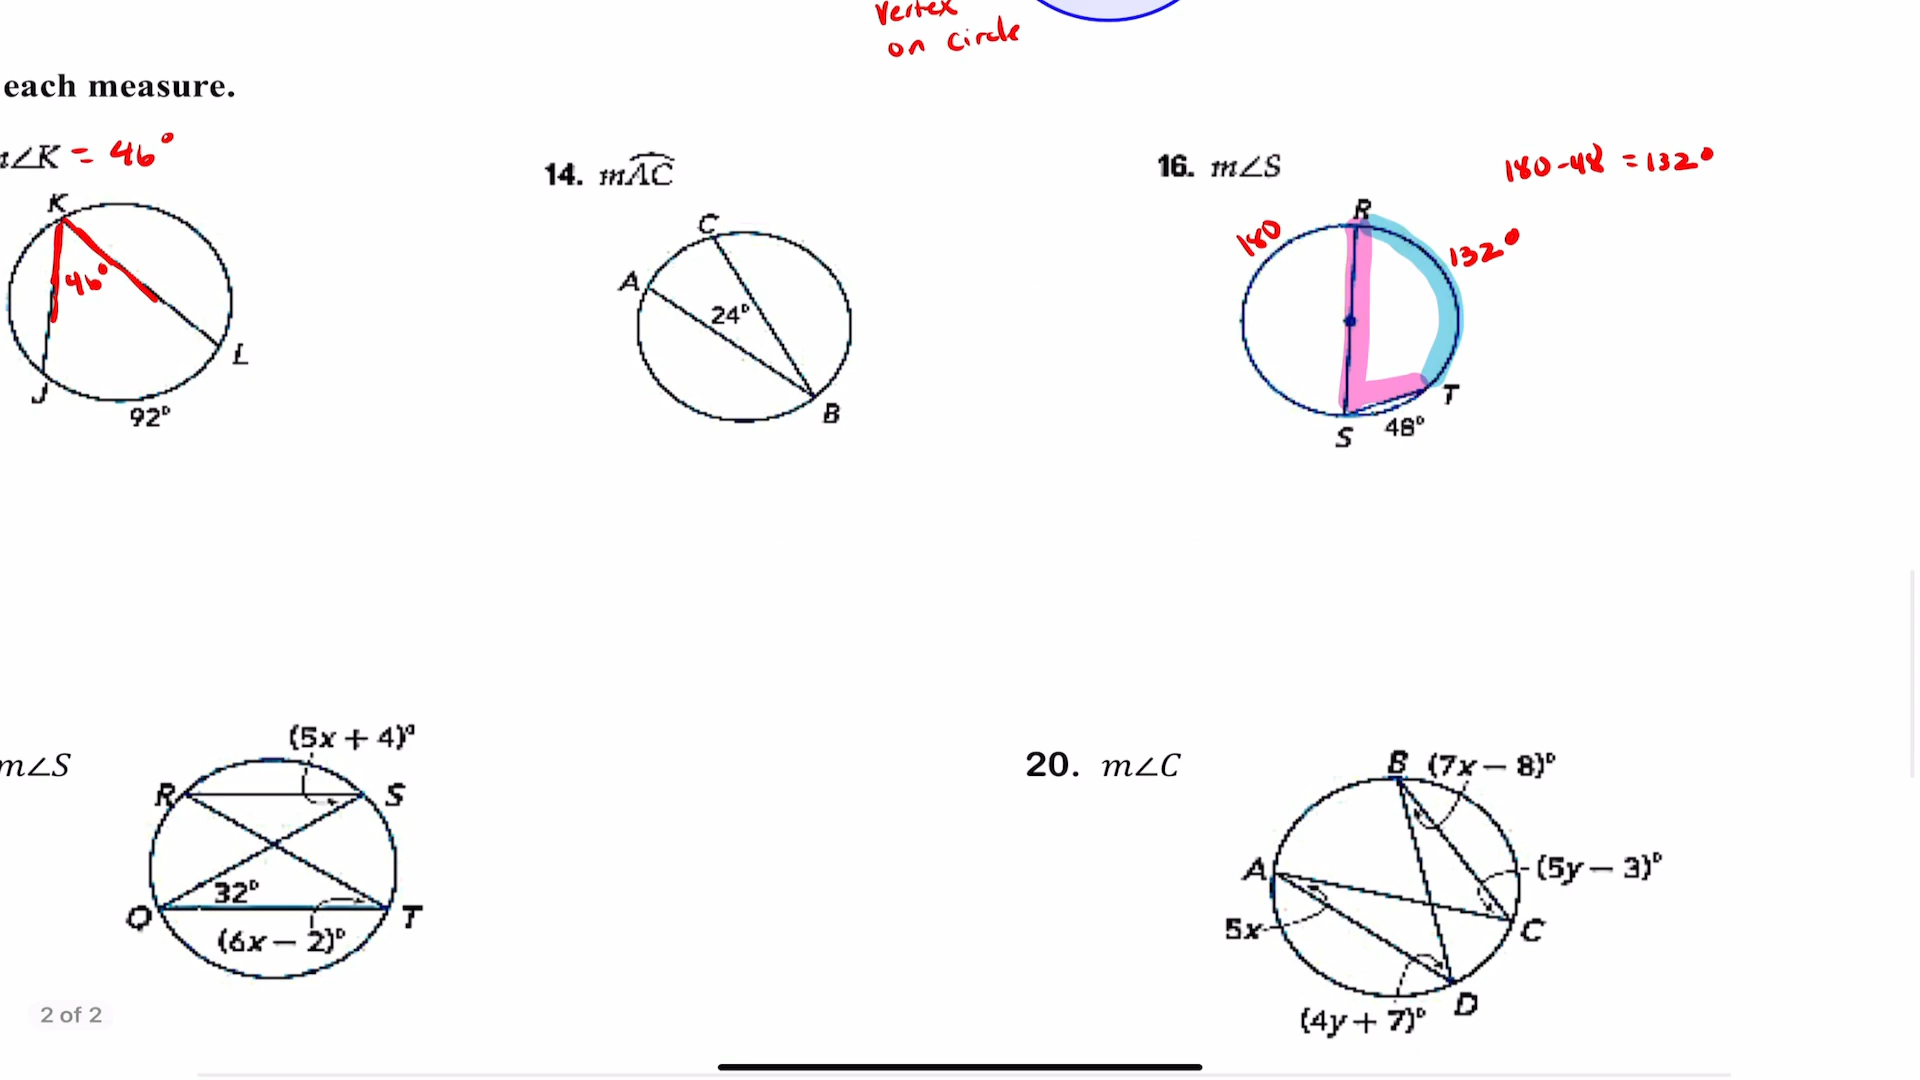 vertex
on circle
each measure.
∠K = 46°
14. mAC
16. m∠S
180-48 = 132°
K
46°
L
J
92°
C
A
24°
B
R
180
132°
T
S
48°
m∠S
(5x + 4)°
R
S
32°
Q
T
(6x – 2)°
20. m∠C
B
(7x – 8)°
A
(5y – 3)°
5x
C
D
(4y + 7)°
2 of 2